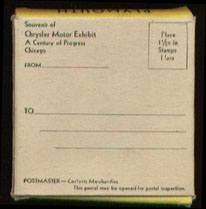 Souvenir of
Chrysler Motor Exhibit
A Century of Progress
Chicago
Place
1½c in
Stamps
Here
FROM
TO
POSTMASTER — Contents Merchandise
This parcel may be opened for postal inspection.